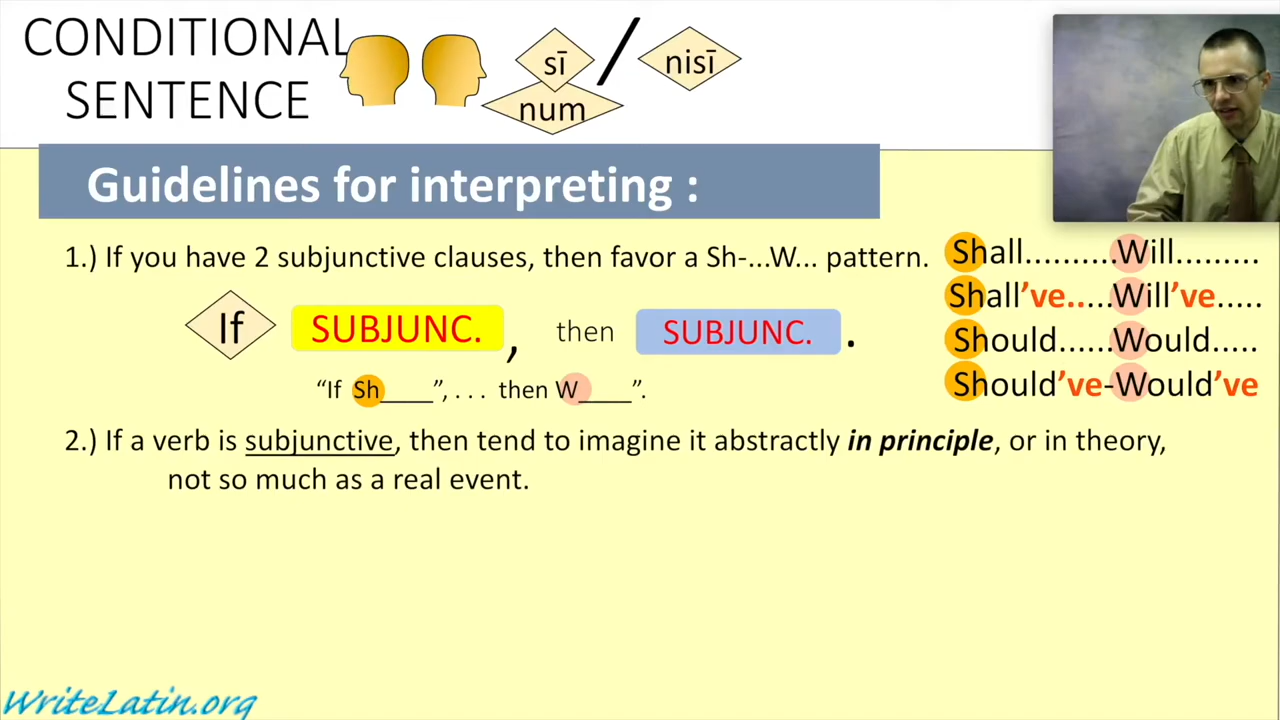 CONDITIONAL
SENTENCE
sī / nisī
num
Guidelines for interpreting :
1.) If you have 2 subjunctive clauses, then favor a Sh-...W... pattern.
If SUBJUNC. , then SUBJUNC. .
“If Sh____”, . . . then W____”.
Shall..........Will.........
Shall’ve.....Will’ve.....
Should......Would.....
Should’ve-Would’ve
2.) If a verb is subjunctive, then tend to imagine it abstractly in principle, or in theory,
not so much as a real event.
WriteLatin.org